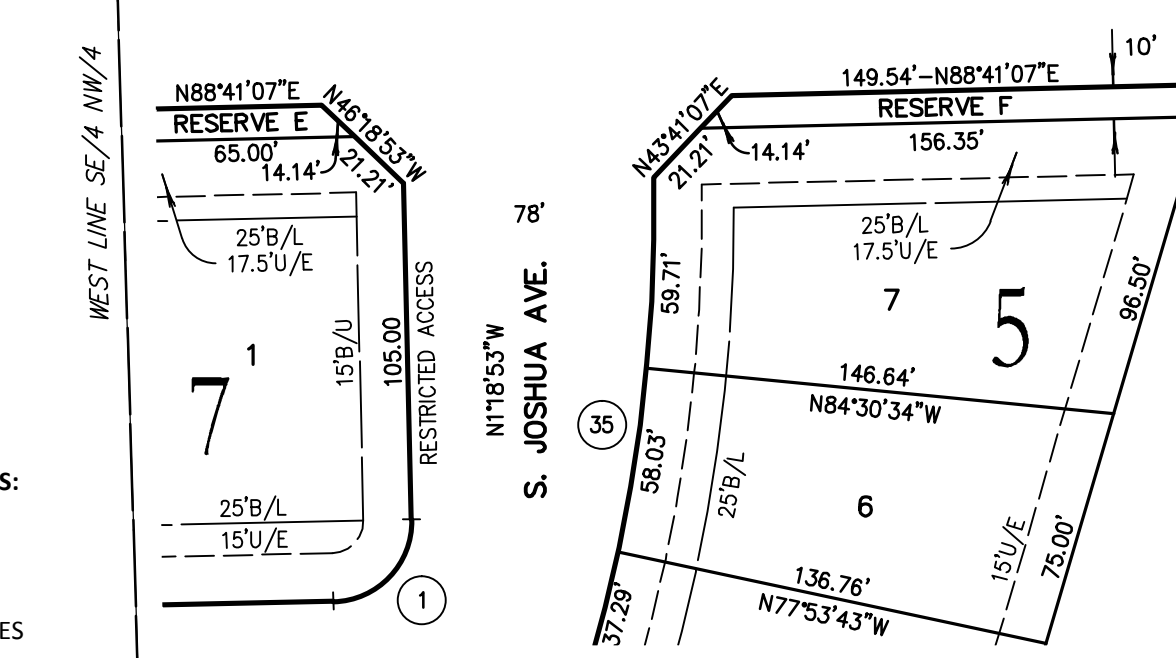 WEST LINE SE/4 NW/4
N88°41'07"E
N46°18'53"W
RESERVE E
65.00'
14.14'
21.21'
25'B/L
17.5'U/E
15'B/U
105.00
RESTRICTED ACCESS
1
7
25'B/L
15'U/E
1
S:
ES
78'
N1°18'53"W
S. JOSHUA AVE.
35
N43°41'07"E
21.21'
14.14'
149.54'–N88°41'07"E
10'
RESERVE F
156.35'
25'B/L
17.5'U/E
59.71'
7
5
96.50'
146.64'
N84°30'34"W
58.03'
25'B/L
6
15'U/E
75.00'
136.76'
N77°53'43"W
37.29'